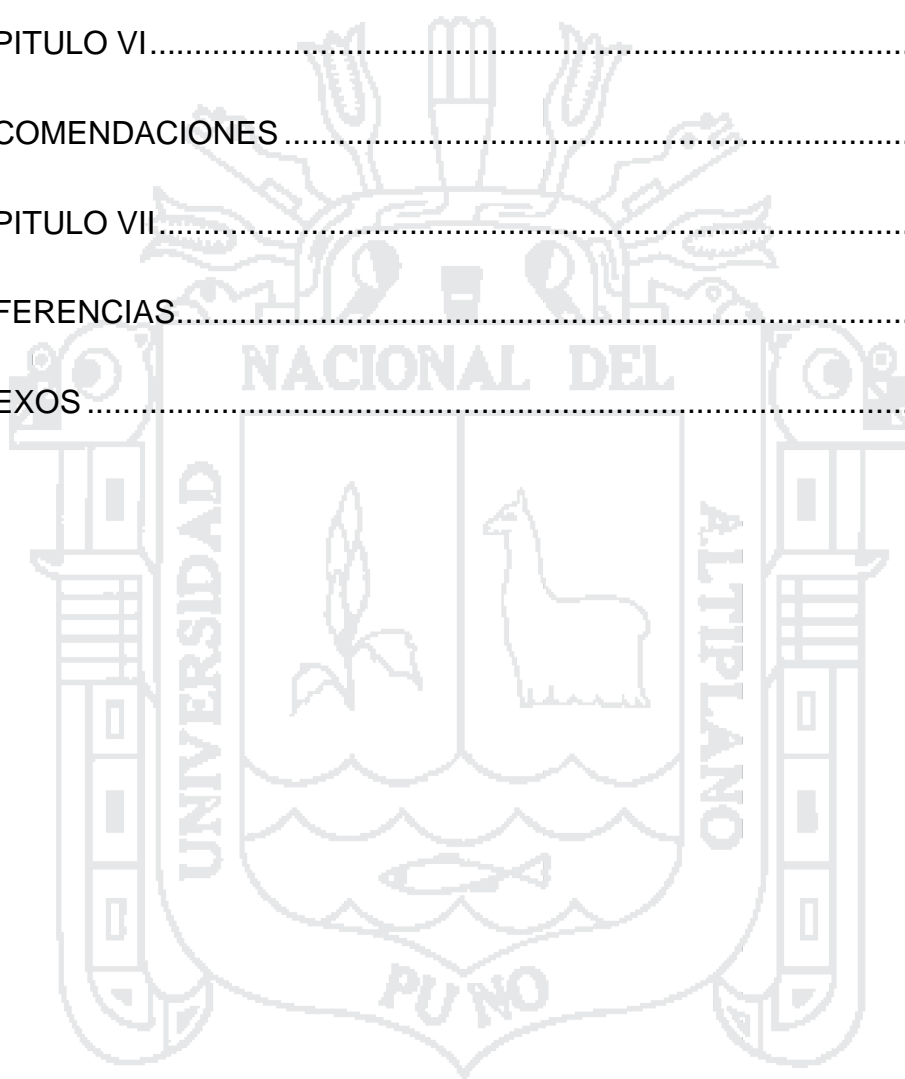 PITULO VI....................................................................................
COMENDACIONES....................................................................
PITULO VII...................................................................................
FERENCIAS................................................................................
EXOS..........................................................................................
NACIONAL DEL
UNIVERSIDAD
ALTIPLANO
PUNO